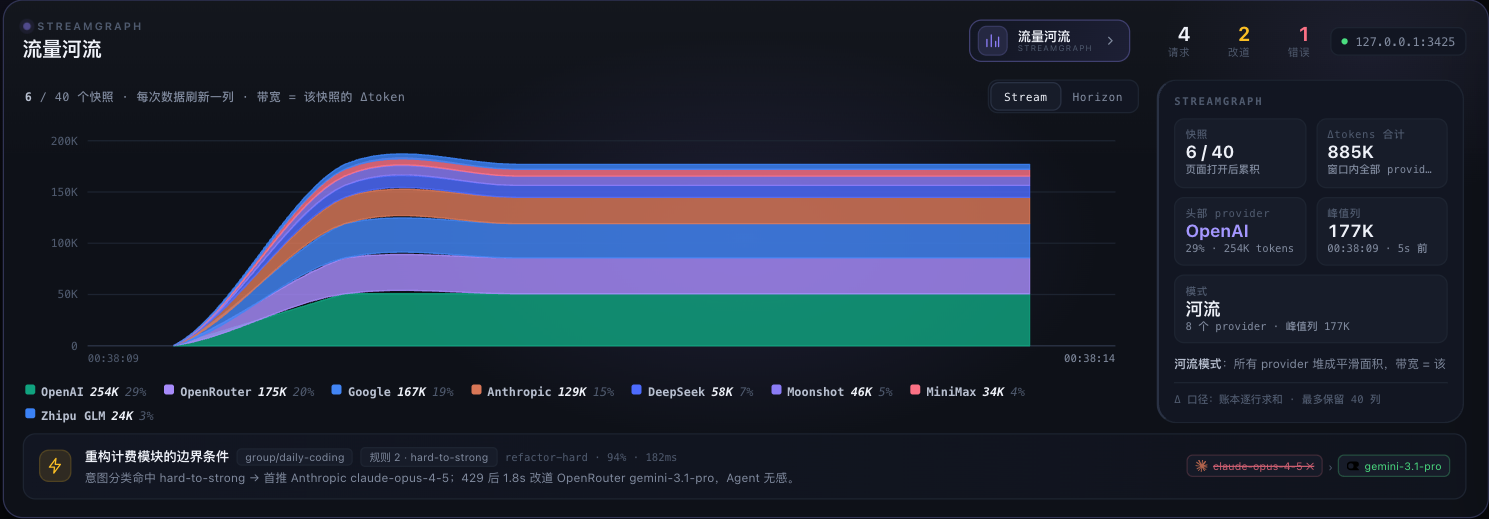 STREAMGRAPH
流量河流
流量河流
STREAMGRAPH
4
请求
2
改道
1
错误
127.0.0.1:3425
6 / 40 个快照 · 每次数据刷新一列 · 带宽 = 该快照的 Δtoken
Stream
Horizon
200K
150K
100K
50K
0
00:38:09
00:38:14
OpenAI 254K 29%
OpenRouter 175K 20%
Google 167K 19%
Anthropic 129K 15%
DeepSeek 58K 7%
Moonshot 46K 5%
MiniMax 34K 4%
Zhipu GLM 24K 3%
STREAMGRAPH
快照
6 / 40
页面打开后累积
Δtokens 合计
885K
窗口内全部 provid…
头部 provider
OpenAI
29% · 254K tokens
峰值列
177K
00:38:09 · 5s 前
模式
河流
8 个 provider · 峰值列 177K
河流模式: 所有 provider 堆成平滑面积，带宽 = 该
Δ 口径: 账本逐行求和 · 最多保留 40 列
重构计费模块的边界条件
group/daily-coding
规则 2 · hard-to-strong
refactor-hard · 94% · 182ms
意图分类命中 hard-to-strong → 首推 Anthropic claude-opus-4-5；429 后 1.8s 改道 OpenRouter gemini-3.1-pro，Agent 无感。
claude-opus-4-5 ✕
›
gemini-3.1-pro